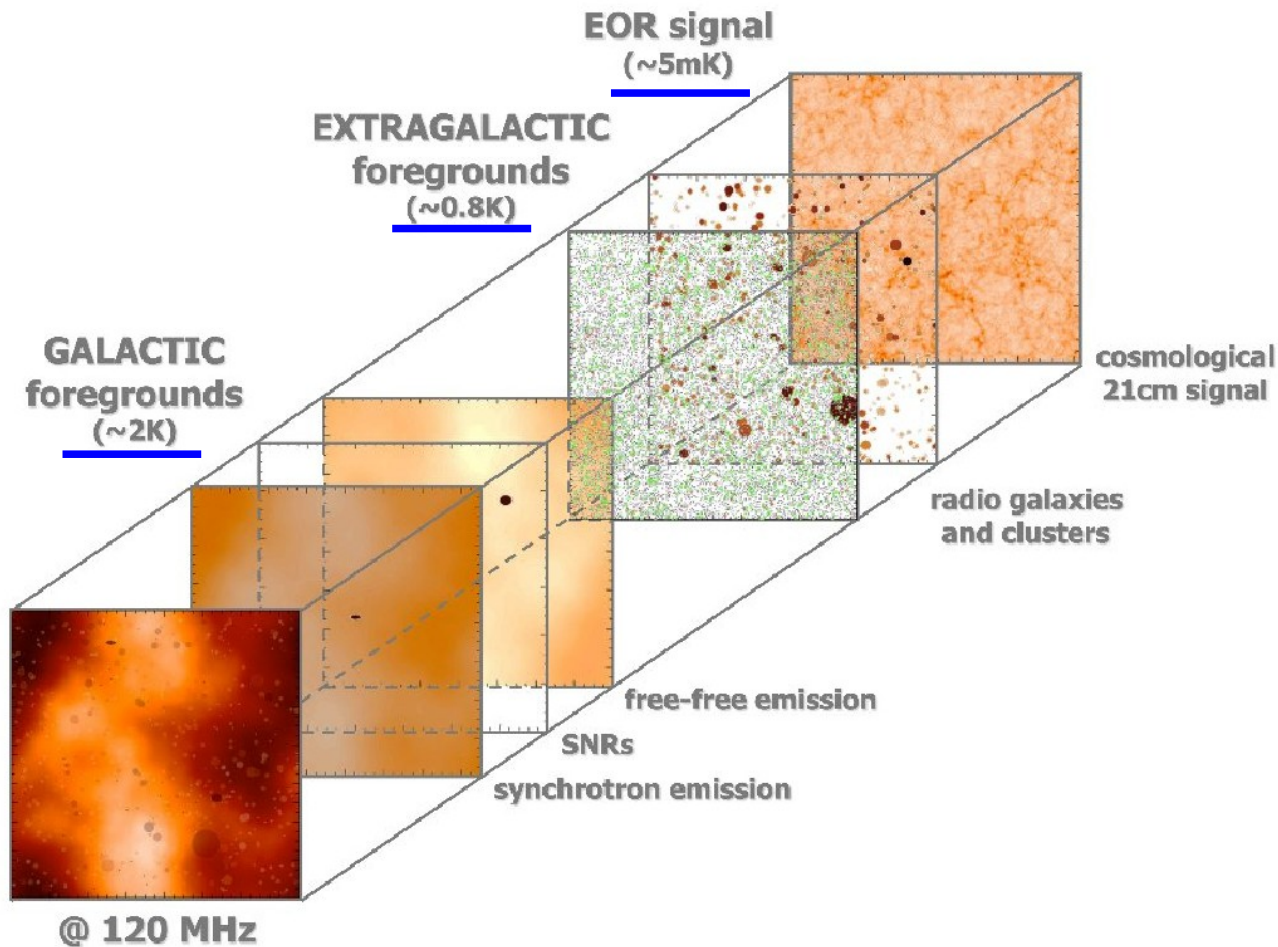 EOR signal
(~5mK)
EXTRAGALACTIC
foregrounds
(~0.8K)
GALACTIC
foregrounds
(~2K)
cosmological
21cm signal
radio galaxies
and clusters
free-free emission
SNRs
synchrotron emission
@ 120 MHz